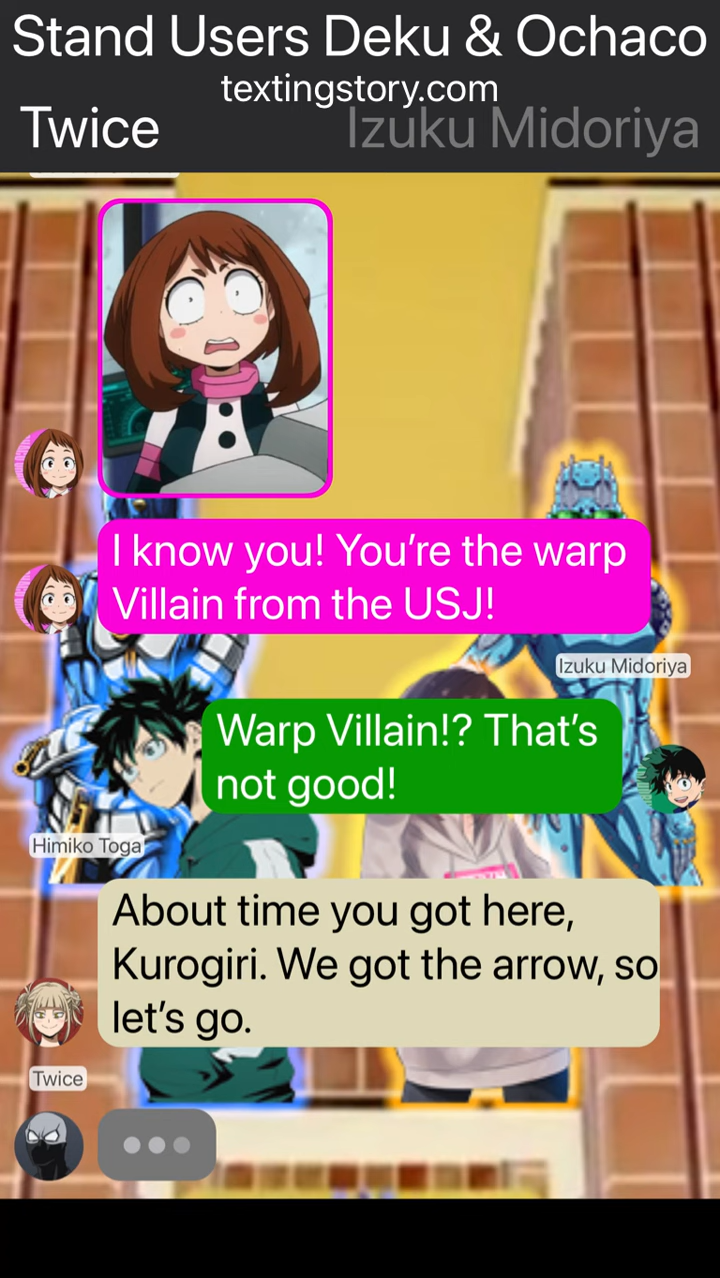 Stand Users Deku & Ochaco
textingstory.com
Twice
Izuku Midoriya
I know you! You’re the warp
Villain from the USJ!
Izuku Midoriya
Warp Villain!? That’s
not good!
Himiko Toga
About time you got here,
Kurogiri. We got the arrow, so
let’s go.
Twice